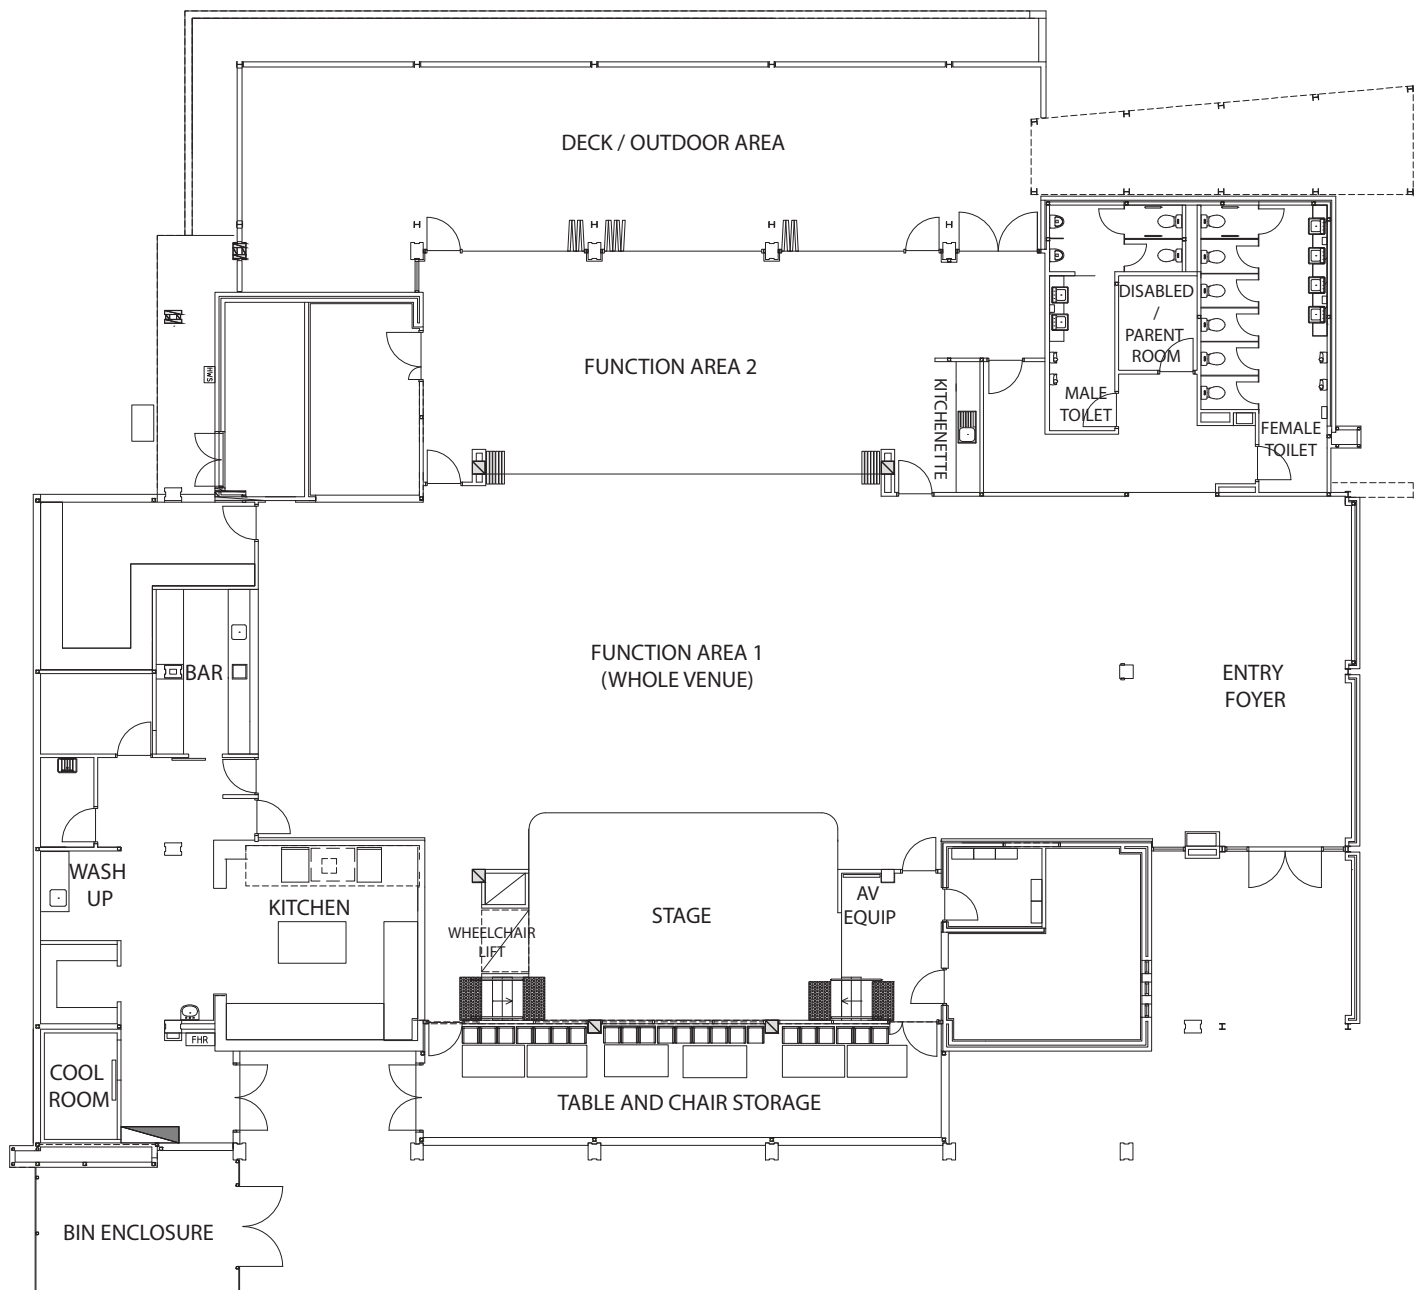 DECK / OUTDOOR AREA
DISABLED
/
PARENT
ROOM
FUNCTION AREA 2
HWS
KITCHENETTE
MALE
TOILET
FEMALE
TOILET
FUNCTION AREA 1
(WHOLE VENUE)
BAR
ENTRY
FOYER
WASH
UP
KITCHEN
WHEELCHAIR
LIFT
STAGE
AV
EQUIP
FHR
COOL
ROOM
TABLE AND CHAIR STORAGE
BIN ENCLOSURE